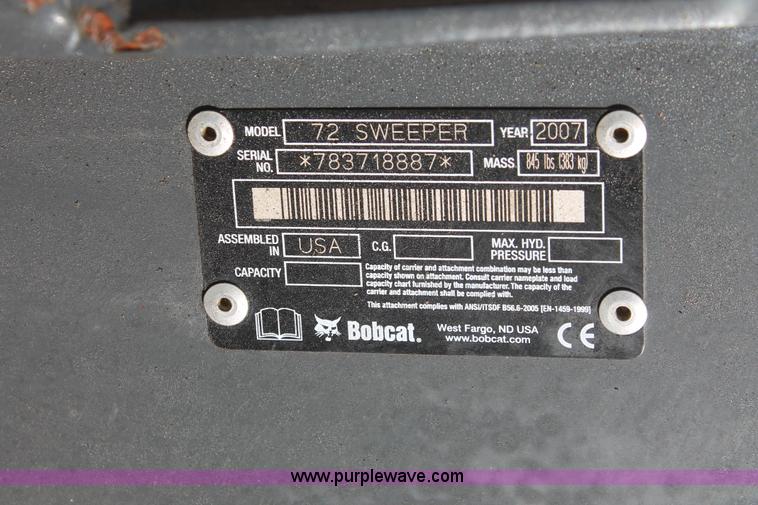 MODEL 72 SWEEPER YEAR 2007
SERIAL NO. *783718887* MASS 845 lbs (383 kg)
ASSEMBLED IN USA C.G. MAX. HYD. PRESSURE
CAPACITY
Capacity of carrier and attachment combination may be less than
capacity shown on attachment. Consult carrier nameplate and load
capacity chart furnished by the manufacturer. The capacity of the
carrier and attachment shall be complied with.
This attachment complies with ANSI/ITSDF B56.6-2005 [EN-1459-1999]
Bobcat. West Fargo, ND USA CE
www.bobcat.com
www.purplewave.com